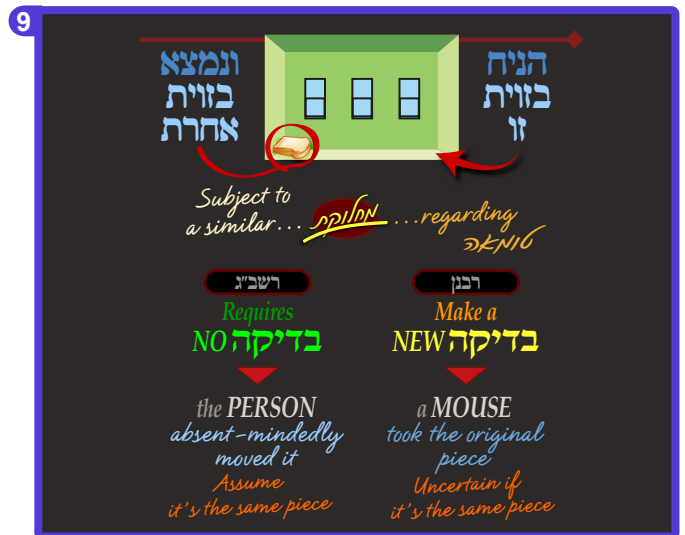 9
הניח
בזוית
זו
ונמצא
בזוית
אחרת
Subject to
a similar... מחלוקת ...regarding
טומאה
רבנן
Make a
NEW בדיקה
a MOUSE
took the original
piece
Uncertain if
it's the same piece
רשב"ג
Requires
NO בדיקה
the PERSON
absent-mindedly
moved it
Assume
it's the same piece